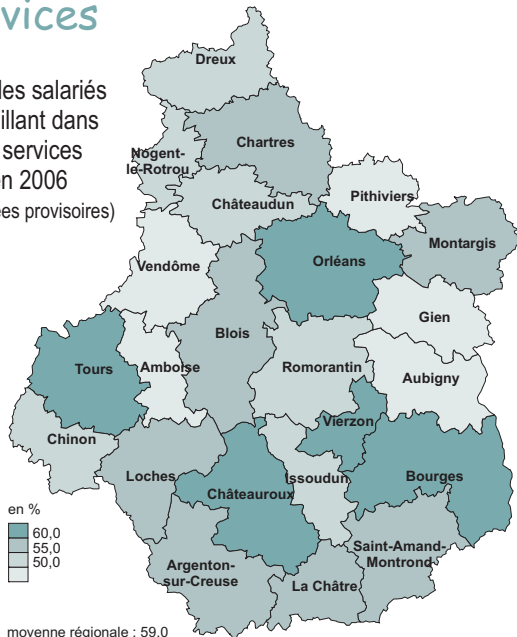 vices
les salariés
illant dans
services
en 2006
ées provisoires)
Dreux
Chartres
Nogent-
le-Rotrou
Châteaudun
Pithiviers
Montargis
Orléans
Vendôme
Gien
Blois
Tours
Amboise
Romorantin
Aubigny
Vierzon
Chinon
Loches
Issoudun
Bourges
Châteauroux
Saint-Amand-
Montrond
Argenton-
sur-Creuse
La Châtre
en %
60,0
55,0
50,0
moyenne régionale : 59,0